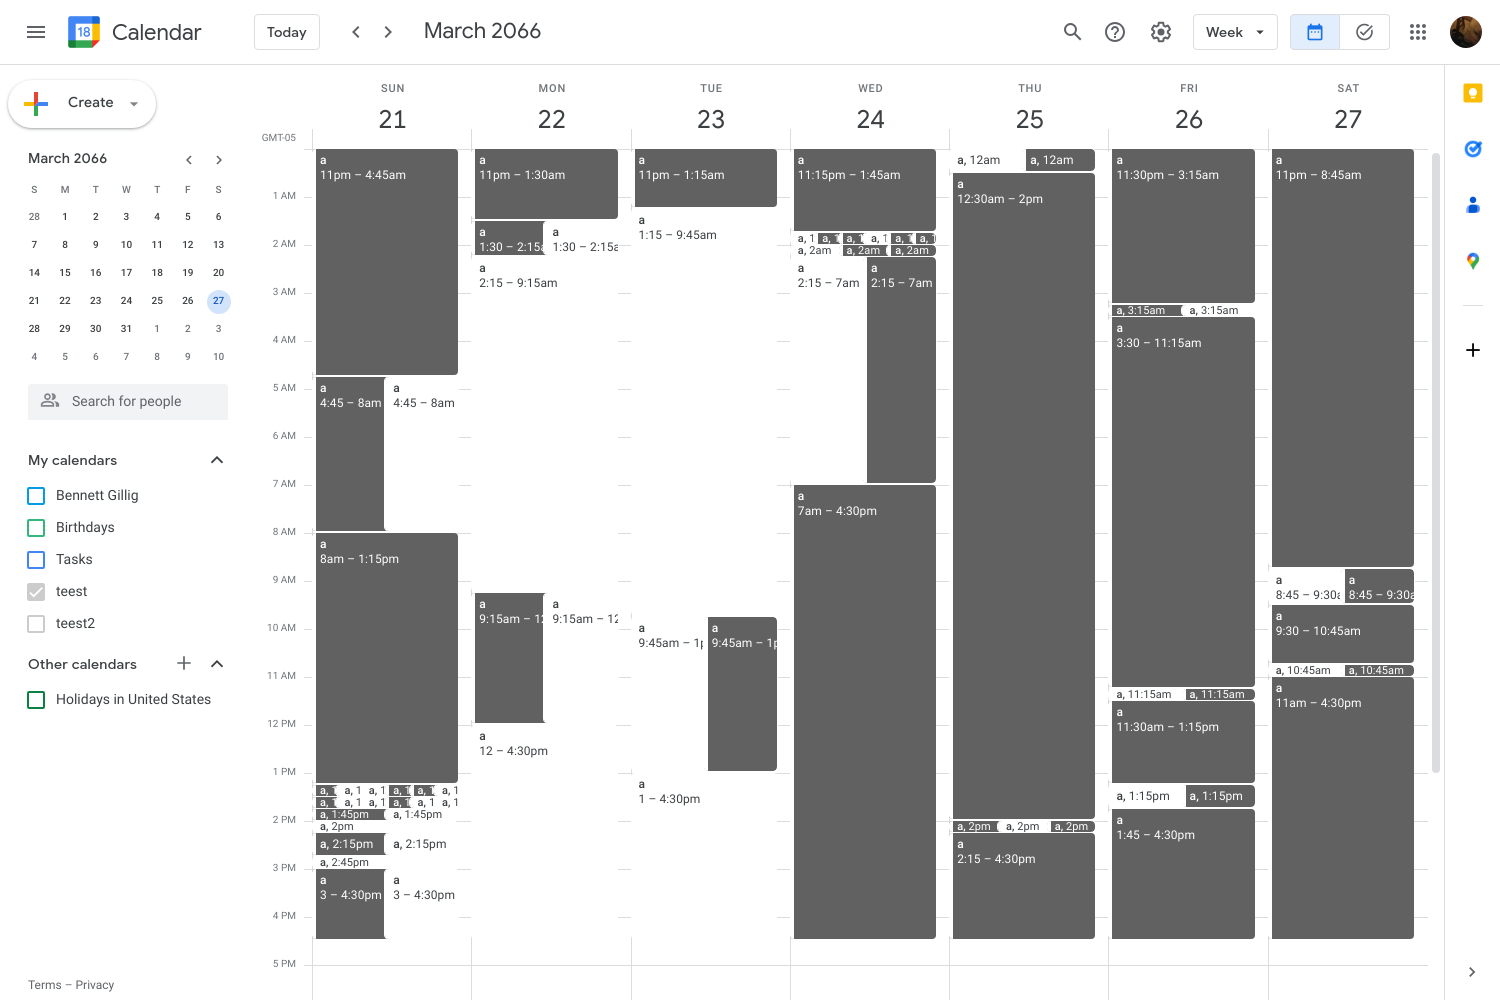 18 Calendar
Today
March 2066
Week
Create
March 2066
S M T W T F S
28 1 2 3 4 5 6
7 8 9 10 11 12 13
14 15 16 17 18 19 20
21 22 23 24 25 26 27
28 29 30 31 1 2 3
4 5 6 7 8 9 10
Search for people
My calendars
Bennett Gillig
Birthdays
Tasks
teest
teest2
Other calendars
Holidays in United States
Terms – Privacy
SUN MON TUE WED THU FRI SAT
21 22 23 24 25 26 27
GMT-05
1 AM
2 AM
3 AM
4 AM
5 AM
6 AM
7 AM
8 AM
9 AM
10 AM
11 AM
12 PM
1 PM
2 PM
3 PM
4 PM
5 PM
a
11pm – 4:45am
a
4:45 – 8am
a
4:45 – 8am
a
8am – 1:15pm
a, 1 a, 1 a, 1 a, 1 a, 1 a, 1
a, 1 a, 1 a, 1 a, 1 a, 1 a, 1
a, 1:45pm a, 1:45pm
a, 2pm
a, 2:15pm a, 2:15pm
a, 2:45pm
a
3 – 4:30pm
a
3 – 4:30pm
a
11pm – 1:30am
a
1:30 – 2:15a
a
1:30 – 2:15a
a
2:15 – 9:15am
a
9:15am – 12
a
9:15am – 12
a
12 – 4:30pm
a
11pm – 1:15am
a
1:15 – 9:45am
a
9:45am – 1p
a
9:45am – 1p
a
1 – 4:30pm
a
11:15pm – 1:45am
a, 1 a, 1 a, 1 a, 1 a, 1 a, 1
a, 2am a, 2am a, 2am
a
2:15 – 7am
a
2:15 – 7am
a
7am – 4:30pm
a, 12am a, 12am
a
12:30am – 2pm
a, 2pm a, 2pm a, 2pm
a
2:15 – 4:30pm
a
11:30pm – 3:15am
a, 3:15am a, 3:15am
a
3:30 – 11:15am
a, 11:15am a, 11:15am
a
11:30am – 1:15pm
a, 1:15pm a, 1:15pm
a
1:45 – 4:30pm
a
11pm – 8:45am
a
8:45 – 9:30a
a
8:45 – 9:30a
a
9:30 – 10:45am
a, 10:45am a, 10:45am
a
11am – 4:30pm